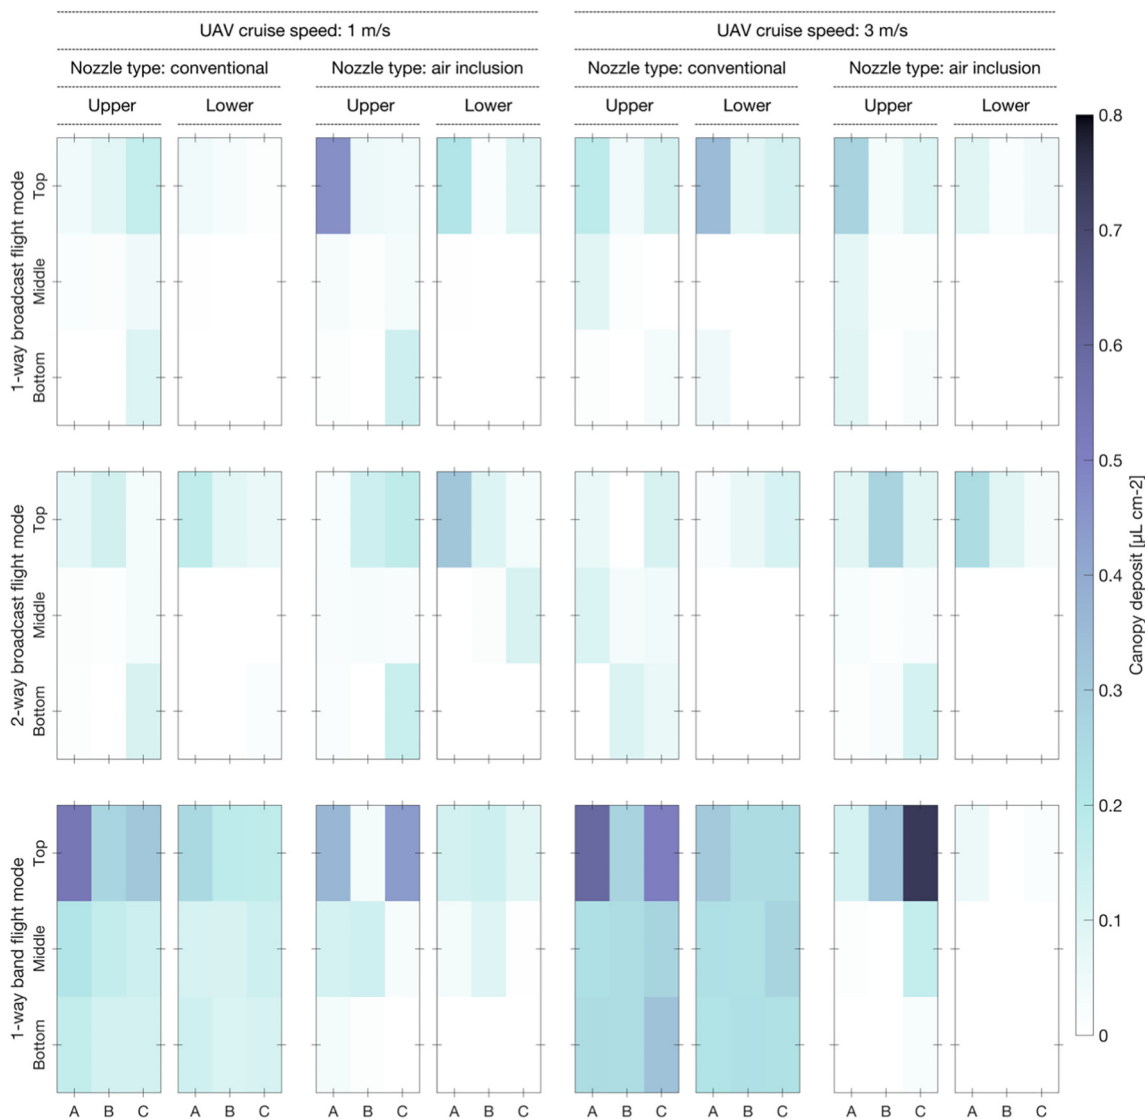 UAV cruise speed: 1 m/s
UAV cruise speed: 3 m/s
Nozzle type: conventional
Nozzle type: air inclusion
Nozzle type: conventional
Nozzle type: air inclusion
Upper
Lower
Upper
Lower
Upper
Lower
Upper
Lower
1-way broadcast flight mode
Top
Middle
Bottom
2-way broadcast flight mode
Top
Middle
Bottom
1-way band flight mode
Top
Middle
Bottom
A B C
A B C
A B C
A B C
A B C
A B C
A B C
A B C
0.8
0.7
0.6
0.5
0.4
0.3
0.2
0.1
0
Canopy deposit [µL cm-2]